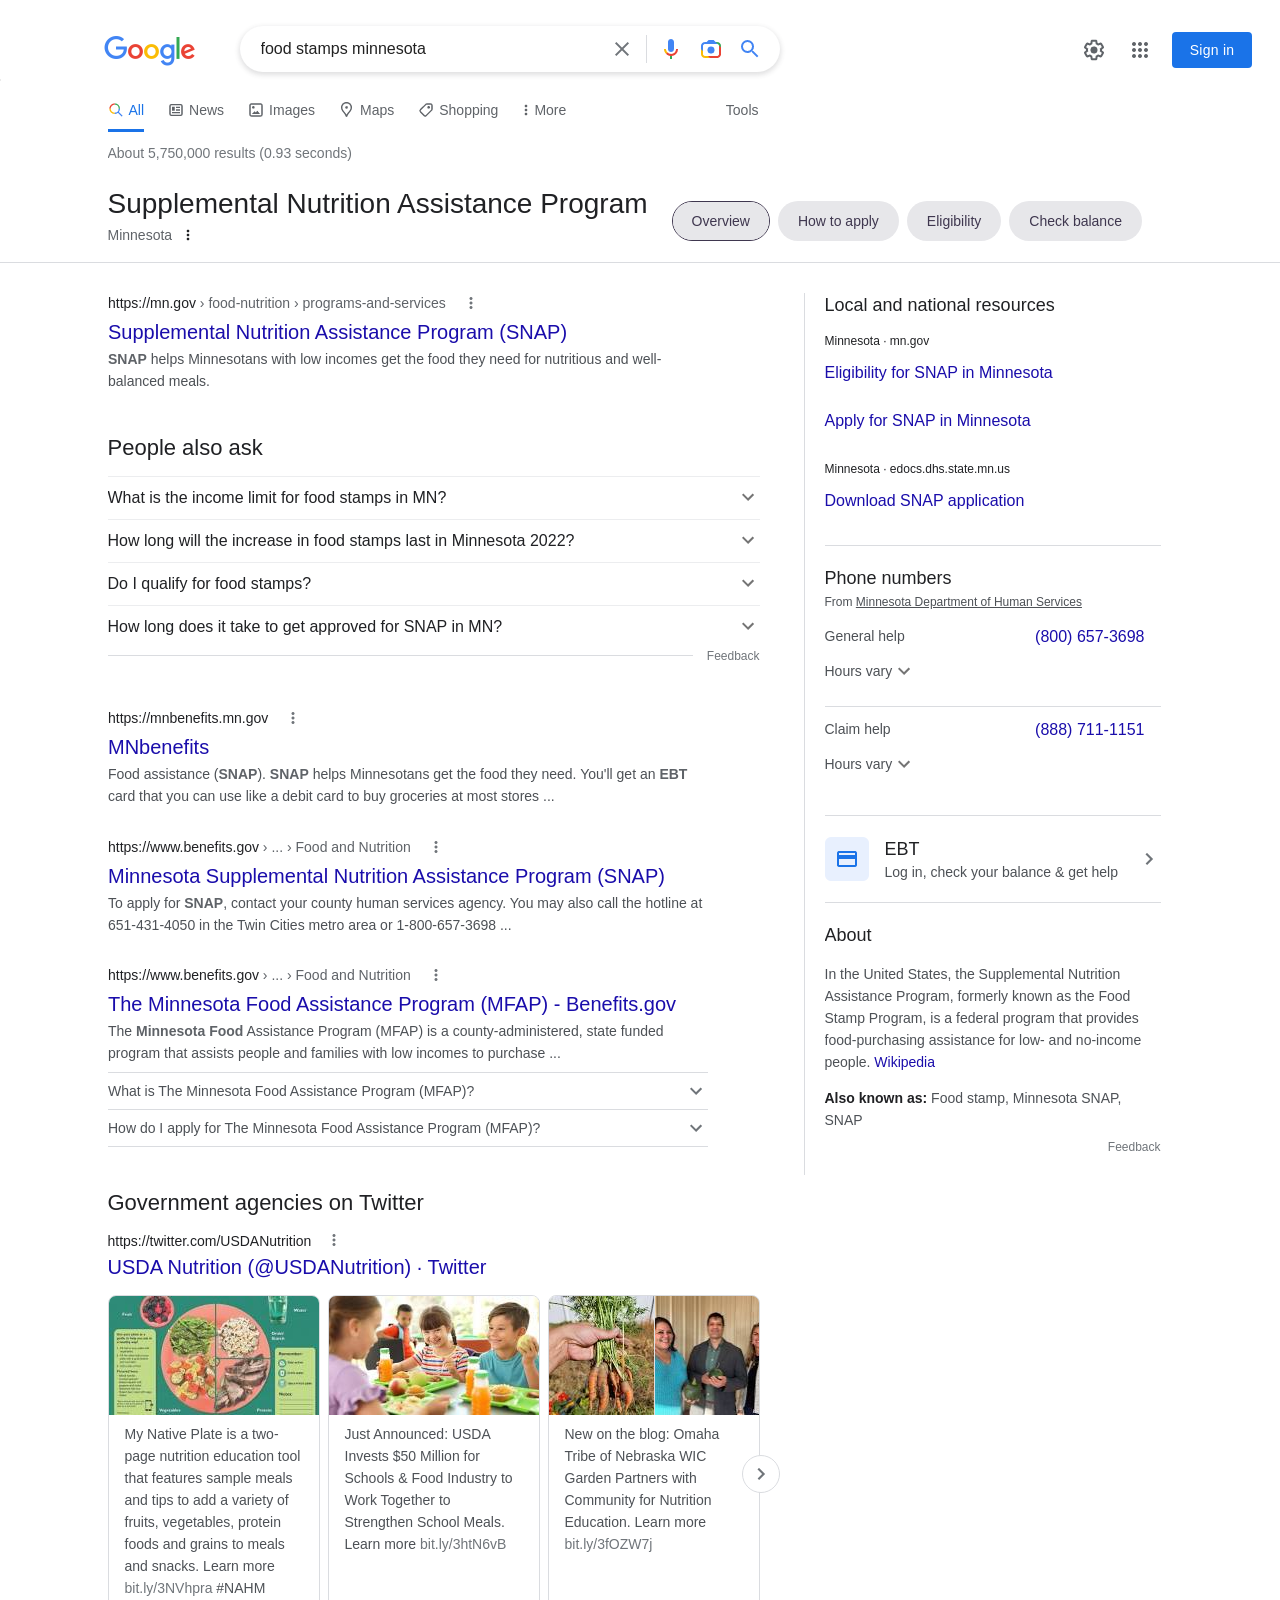 Google
food stamps minnesota
Sign in
All
News
Images
Maps
Shopping
More
Tools
About 5,750,000 results (0.93 seconds)
Supplemental Nutrition Assistance Program
Minnesota
Overview
How to apply
Eligibility
Check balance
https://mn.gov › food-nutrition › programs-and-services
Supplemental Nutrition Assistance Program (SNAP)
SNAP helps Minnesotans with low incomes get the food they need for nutritious and well-
balanced meals.
People also ask
What is the income limit for food stamps in MN?
How long will the increase in food stamps last in Minnesota 2022?
Do I qualify for food stamps?
How long does it take to get approved for SNAP in MN?
Feedback
https://mnbenefits.mn.gov
MNbenefits
Food assistance (SNAP). SNAP helps Minnesotans get the food they need. You'll get an EBT
card that you can use like a debit card to buy groceries at most stores ...
https://www.benefits.gov › ... › Food and Nutrition
Minnesota Supplemental Nutrition Assistance Program (SNAP)
To apply for SNAP, contact your county human services agency. You may also call the hotline at
651-431-4050 in the Twin Cities metro area or 1-800-657-3698 ...
https://www.benefits.gov › ... › Food and Nutrition
The Minnesota Food Assistance Program (MFAP) - Benefits.gov
The Minnesota Food Assistance Program (MFAP) is a county-administered, state funded
program that assists people and families with low incomes to purchase ...
What is The Minnesota Food Assistance Program (MFAP)?
How do I apply for The Minnesota Food Assistance Program (MFAP)?
Government agencies on Twitter
https://twitter.com/USDANutrition
USDA Nutrition (@USDANutrition) · Twitter
Fruit
Water
Vegetables
Protein
Remember:
Notes:
My Native Plate is a two-
page nutrition education tool
that features sample meals
and tips to add a variety of
fruits, vegetables, protein
foods and grains to meals
and snacks. Learn more
bit.ly/3NVhpra #NAHM
Just Announced: USDA
Invests $50 Million for
Schools & Food Industry to
Work Together to
Strengthen School Meals.
Learn more bit.ly/3htN6vB
New on the blog: Omaha
Tribe of Nebraska WIC
Garden Partners with
Community for Nutrition
Education. Learn more
bit.ly/3fOZW7j
Local and national resources
Minnesota · mn.gov
Eligibility for SNAP in Minnesota
Apply for SNAP in Minnesota
Minnesota · edocs.dhs.state.mn.us
Download SNAP application
Phone numbers
From Minnesota Department of Human Services
General help
(800) 657-3698
Hours vary
Claim help
(888) 711-1151
Hours vary
EBT
Log in, check your balance & get help
About
In the United States, the Supplemental Nutrition
Assistance Program, formerly known as the Food
Stamp Program, is a federal program that provides
food-purchasing assistance for low- and no-income
people. Wikipedia
Also known as: Food stamp, Minnesota SNAP,
SNAP
Feedback